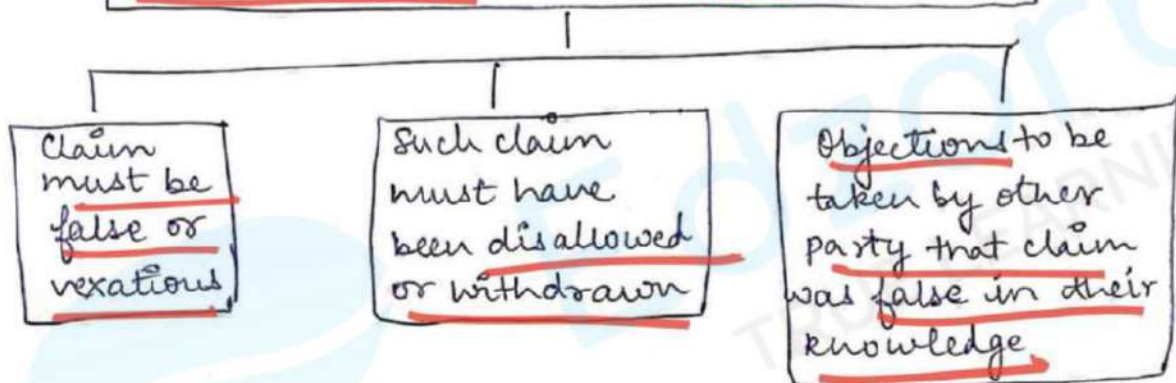 Claim
must be
false or
vexatious
Such claim
must have
been disallowed
or withdrawn
Objections to be
taken by other
party that claim
was false in their
knowledge